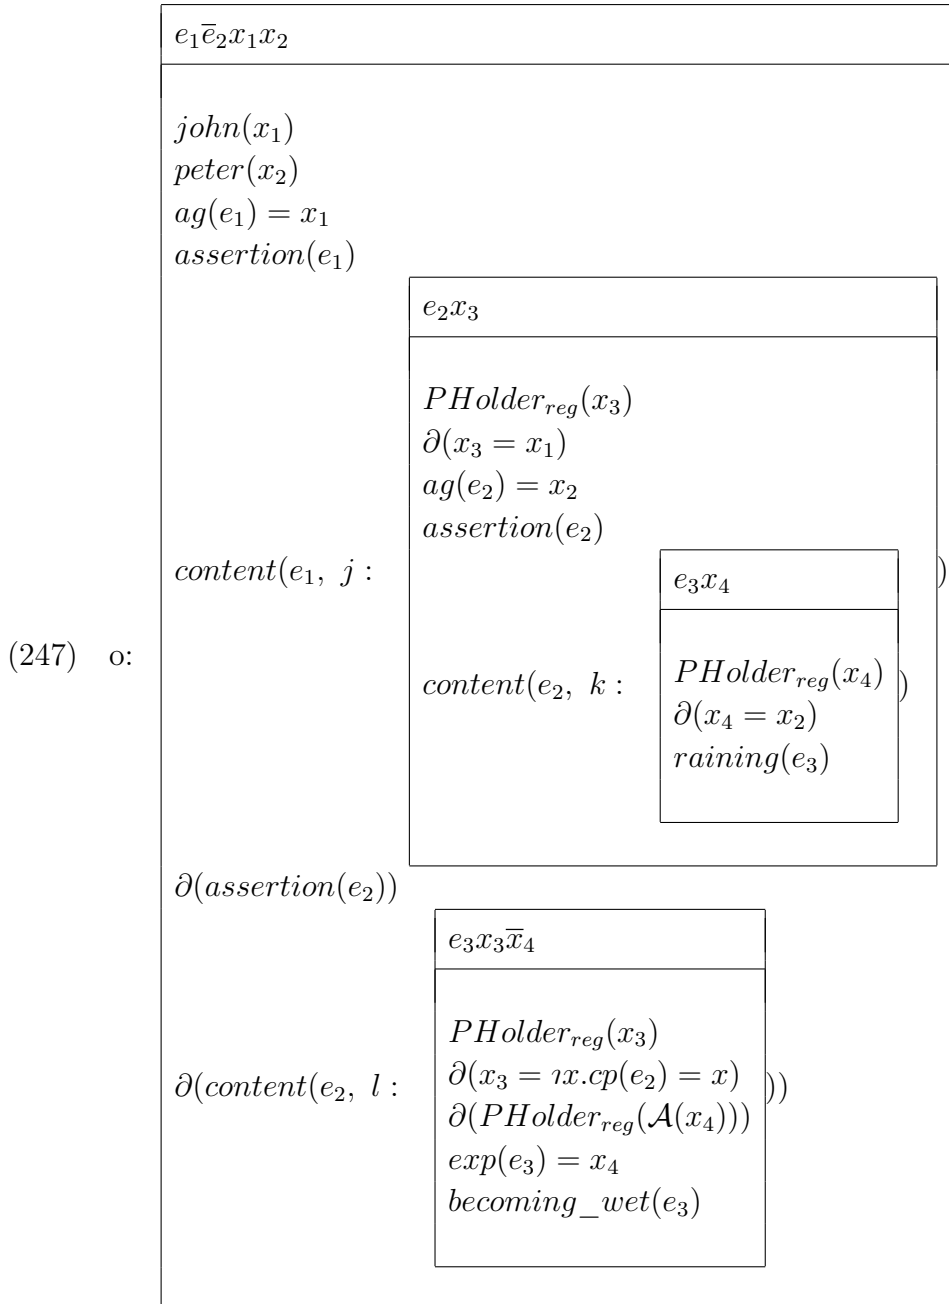 e₁e̅₂x₁x₂
john(x₁)
peter(x₂)
ag(e₁) = x₁
assertion(e₁)
e₂x₃
PHolder_reg(x₃)
∂(x₃ = x₁)
ag(e₂) = x₂
assertion(e₂)
content(e₁, j : )
e₃x₄
(247) o:
content(e₂, k : )
PHolder_reg(x₄)
∂(x₄ = x₂)
raining(e₃)
∂(assertion(e₂))
e₃x₃x̅₄
PHolder_reg(x₃)
∂(content(e₂, l : ))
∂(x₃ = ιx.cp(e₂) = x)
∂(PHolder_reg(𝒜(x₄)))
exp(e₃) = x₄
becoming_wet(e₃)